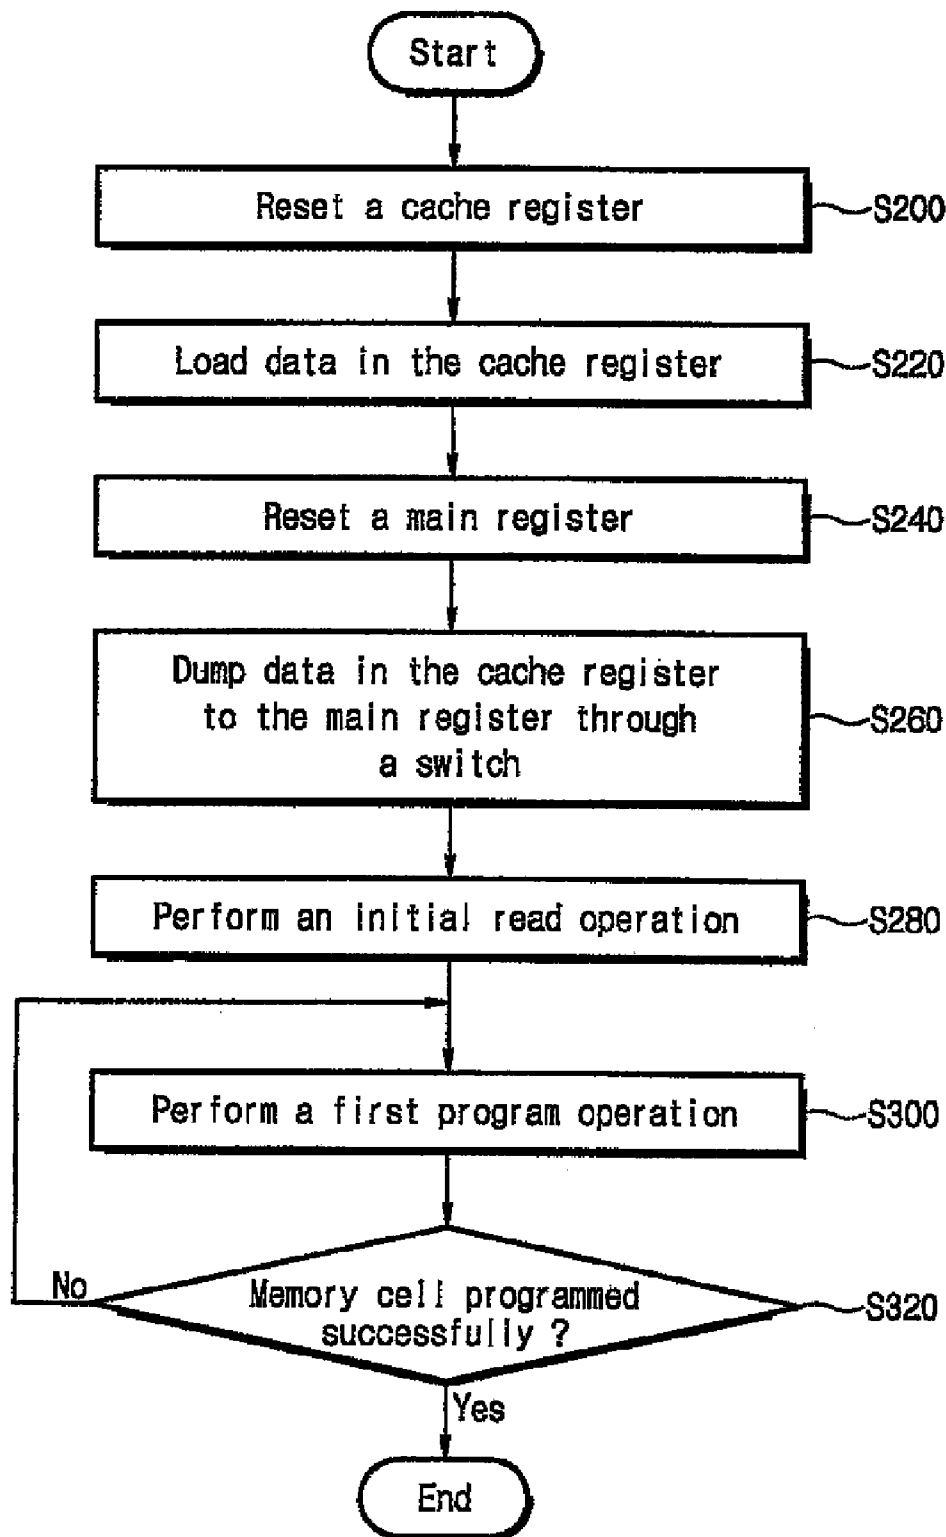 Start
Reset a cache register
S200
Load data in the cache register
S220
Reset a main register
S240
Dump data in the cache register
to the main register through
a switch
S260
Perform an initial read operation
S280
Perform a first program operation
S300
Memory cell programmed
successfully ?
S320
No
Yes
End